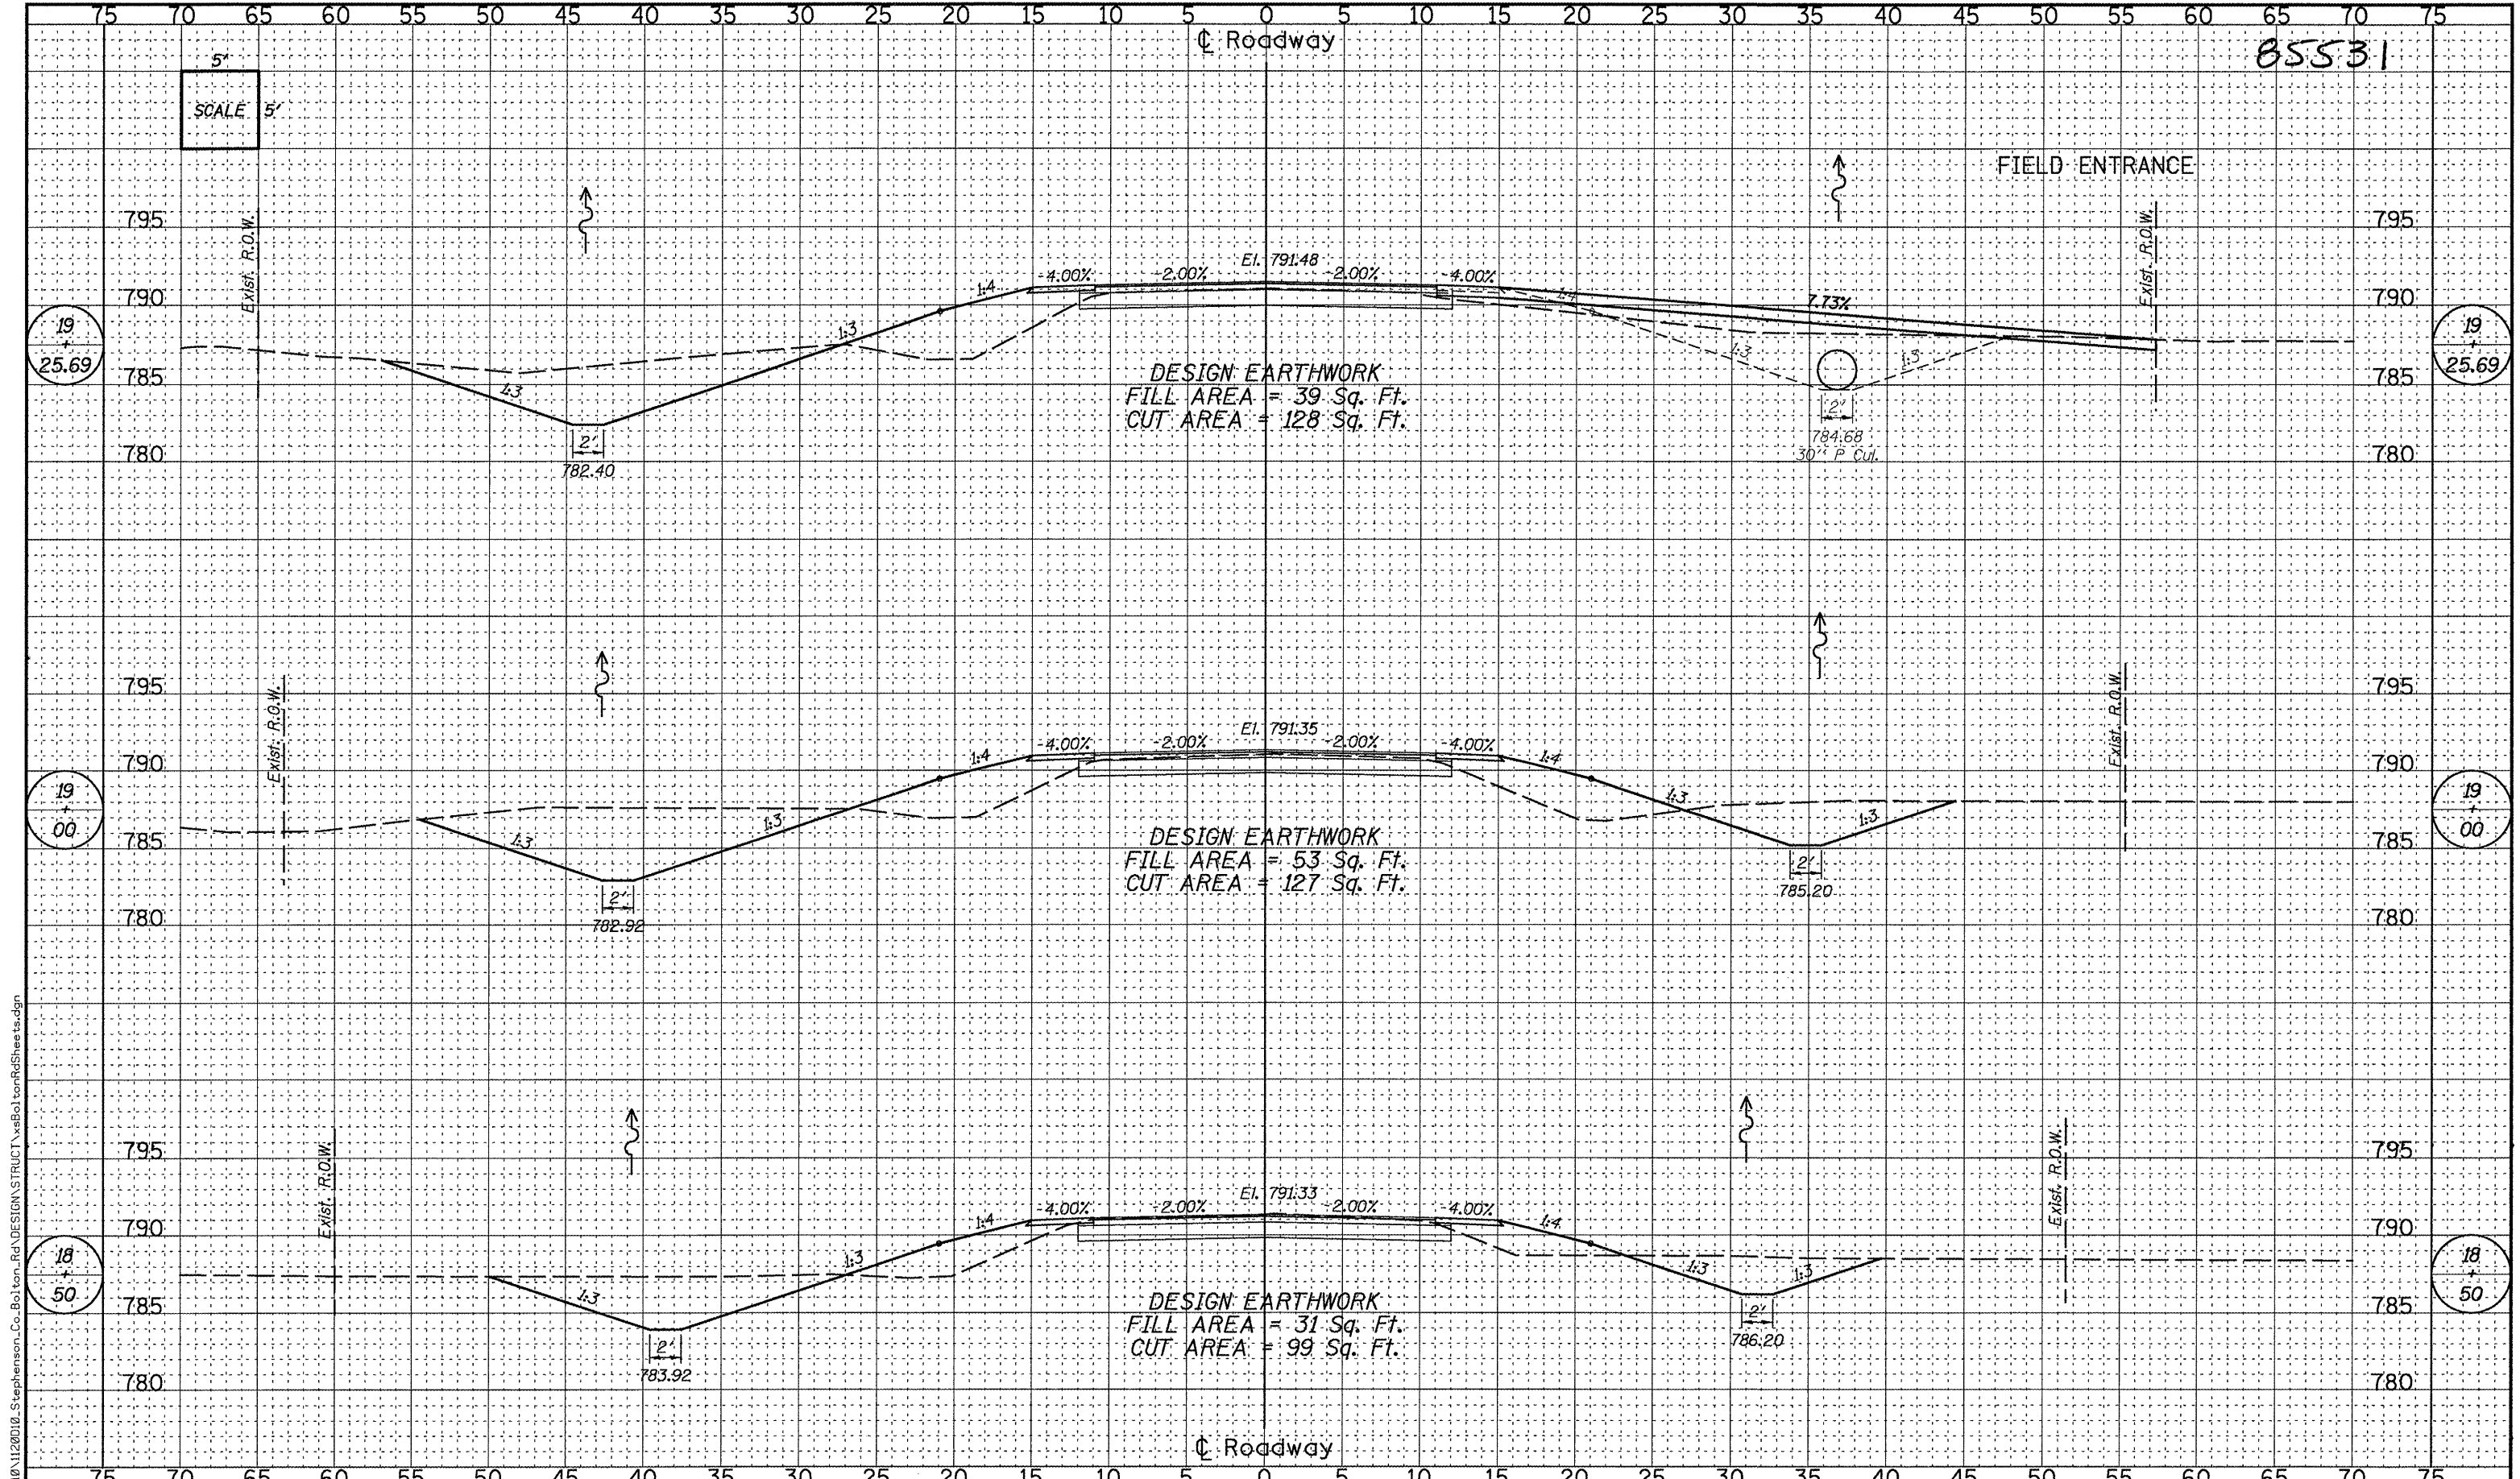 75 70 65 60 55 50 45 40 35 30 25 20 15 10 5 0 5 10 15 20 25 30 35 40 45 50 55 60 65 70 75
℄ Roadway
85531
5'
SCALE 5'
FIELD ENTRANCE
795 795
Exist. R.O.W. Exist. R.O.W.
El. 791.48
-4.00% -2.00% -2.00% -4.00%
790 1:4 1:4 7.73% 790
19 + 25.69 19 + 25.69
1:3 1:3 1:3 1:3
DESIGN EARTHWORK
FILL AREA = 39 Sq. Ft.
CUT AREA = 128 Sq. Ft.
785 785
2' 2'
782.40 784.68
30" P Cul.
780 780
795 795
Exist. R.O.W. Exist. R.O.W.
El. 791.35
-4.00% -2.00% -2.00% -4.00%
790 1:4 1:4 790
19 + 00 19 + 00
1:3 1:3 1:3 1:3
DESIGN EARTHWORK
FILL AREA = 53 Sq. Ft.
CUT AREA = 127 Sq. Ft.
785 785
2' 2'
782.92 785.20
780 780
795 795
Exist. R.O.W. Exist. R.O.W.
El. 791.33
-4.00% -2.00% -2.00% -4.00%
790 1:4 1:4 790
18 + 50 18 + 50
1:3 1:3 1:3 1:3
DESIGN EARTHWORK
FILL AREA = 31 Sq. Ft.
CUT AREA = 99 Sq. Ft.
785 785
2' 2'
783.92 786.20
780 780
℄ Roadway
75 70 65 60 55 50 45 40 35 30 25 20 15 10 5 0 5 10 15 20 25 30 35 40 45 50 55 60 65 70 75
10\1120D10_Stephenson_Co_Bolton_Rd\DESIGN\STRUCT\xsBoltonRdSheets.dgn